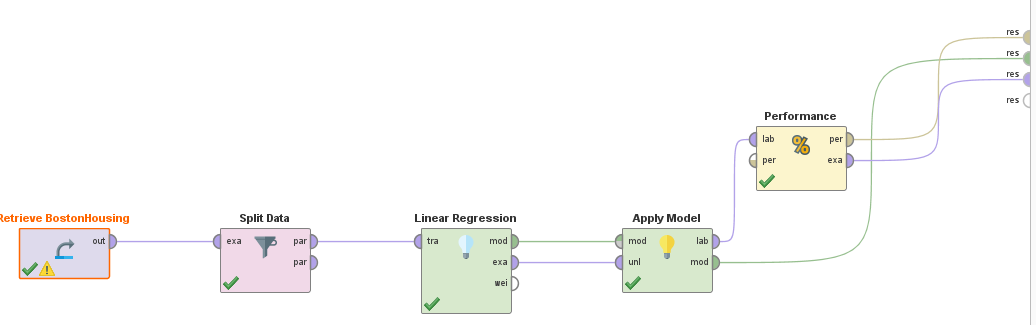 res
res
res
res
Performance
lab per
per exa
Retrieve BostonHousing
out
Split Data
exa par
par
Linear Regression
tra mod
exa
wei
Apply Model
mod lab
unl mod
%